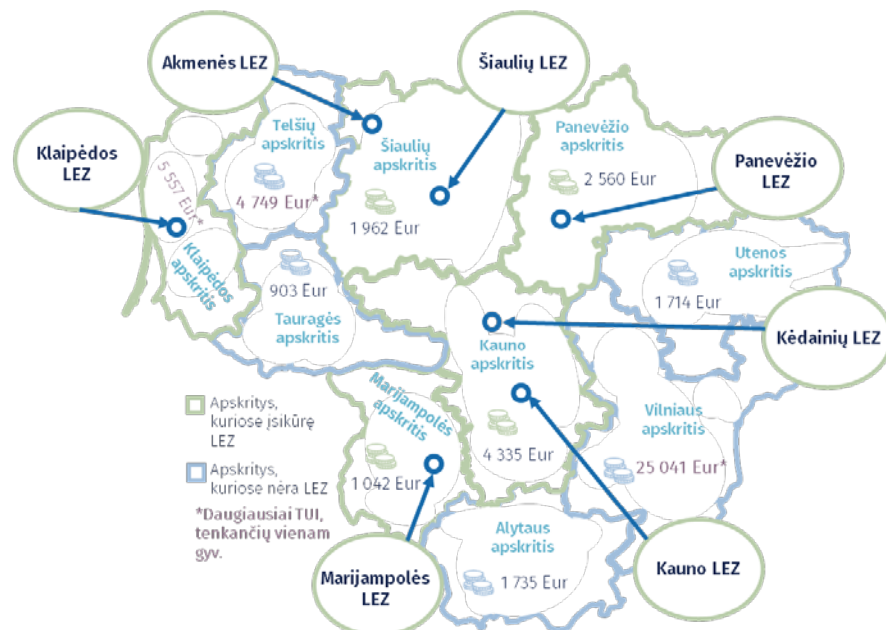 Akmenės LEZ
Šiaulių LEZ
Klaipėdos
LEZ
Panevėžio
LEZ
Telšių
apskritis
4 749 Eur*
Šiaulių
apskritis
1 962 Eur
Panevėžio
apskritis
2 560 Eur
5 557 Eur*
Klaipėdos
apskritis
903 Eur
Tauragės
apskritis
Utenos
apskritis
1 714 Eur
Kėdainių LEZ
Kauno
apskritis
4 335 Eur
Marijampolės
apskritis
1 042 Eur
Vilniaus
apskritis
25 041 Eur*
Apskritys,
kuriose įsikūrę
LEZ
Apskritys,
kuriose nėra LEZ
*Daugiausiai TUI,
tenkančių vienam
gyv.
Alytaus
apskritis
1 735 Eur
Marijampolės
LEZ
Kauno LEZ